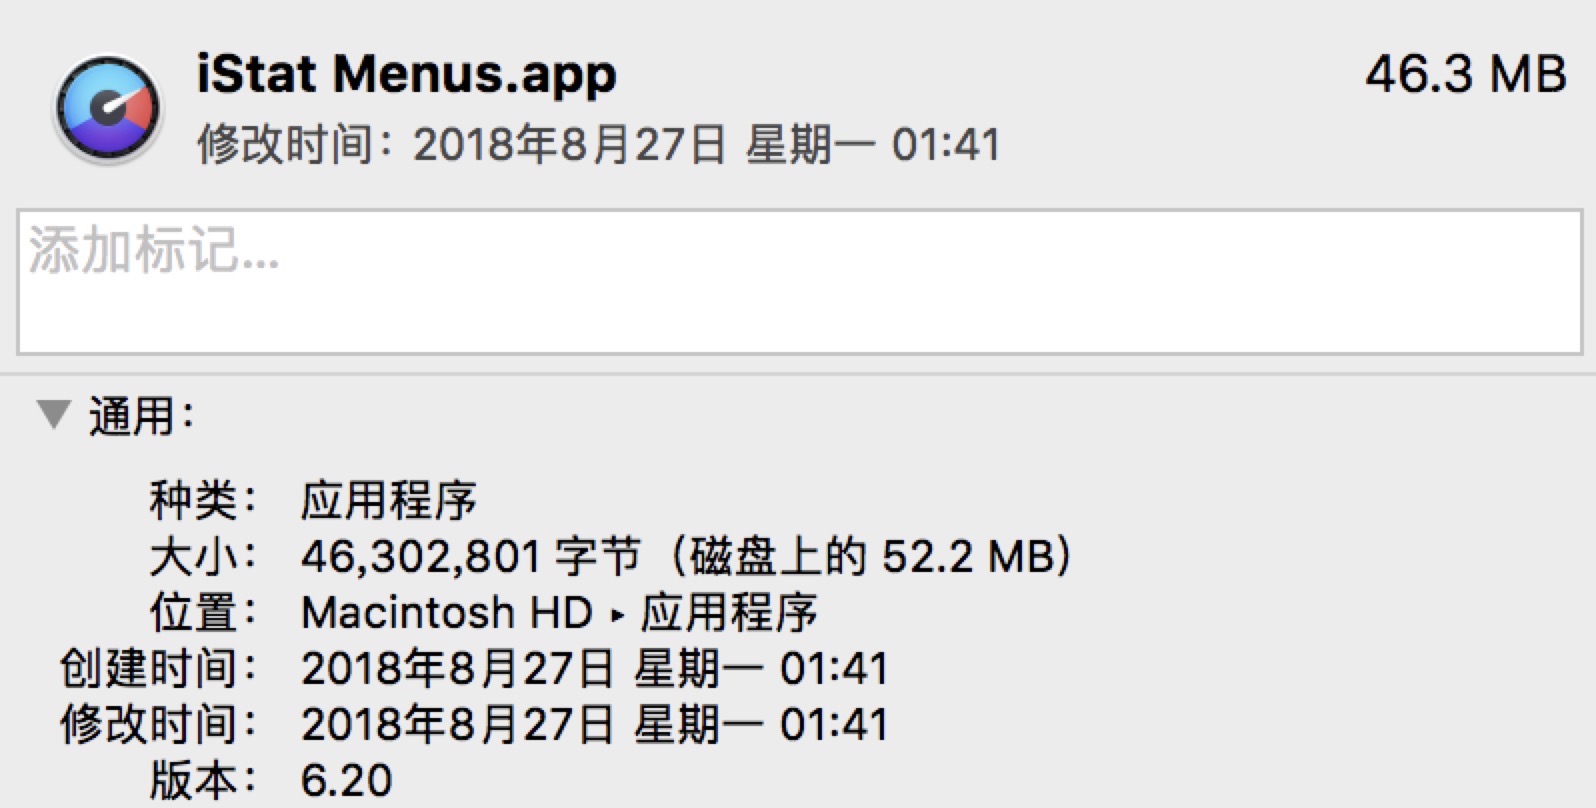 iStat Menus.app 46.3 MB
修改时间：2018年8月27日 星期一 01:41
添加标记...
通用：
种类： 应用程序
大小： 46,302,801 字节（磁盘上的 52.2 MB）
位置： Macintosh HD ▸ 应用程序
创建时间： 2018年8月27日 星期一 01:41
修改时间： 2018年8月27日 星期一 01:41
版本： 6.20